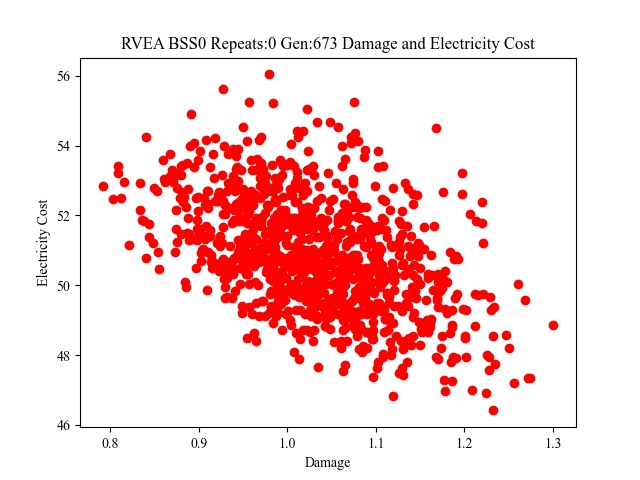 RVEA BSS0 Repeats:0 Gen:673 Damage and Electricity Cost
56
54
52
50
48
46
Electricity Cost
0.8 0.9 1.0 1.1 1.2 1.3
Damage